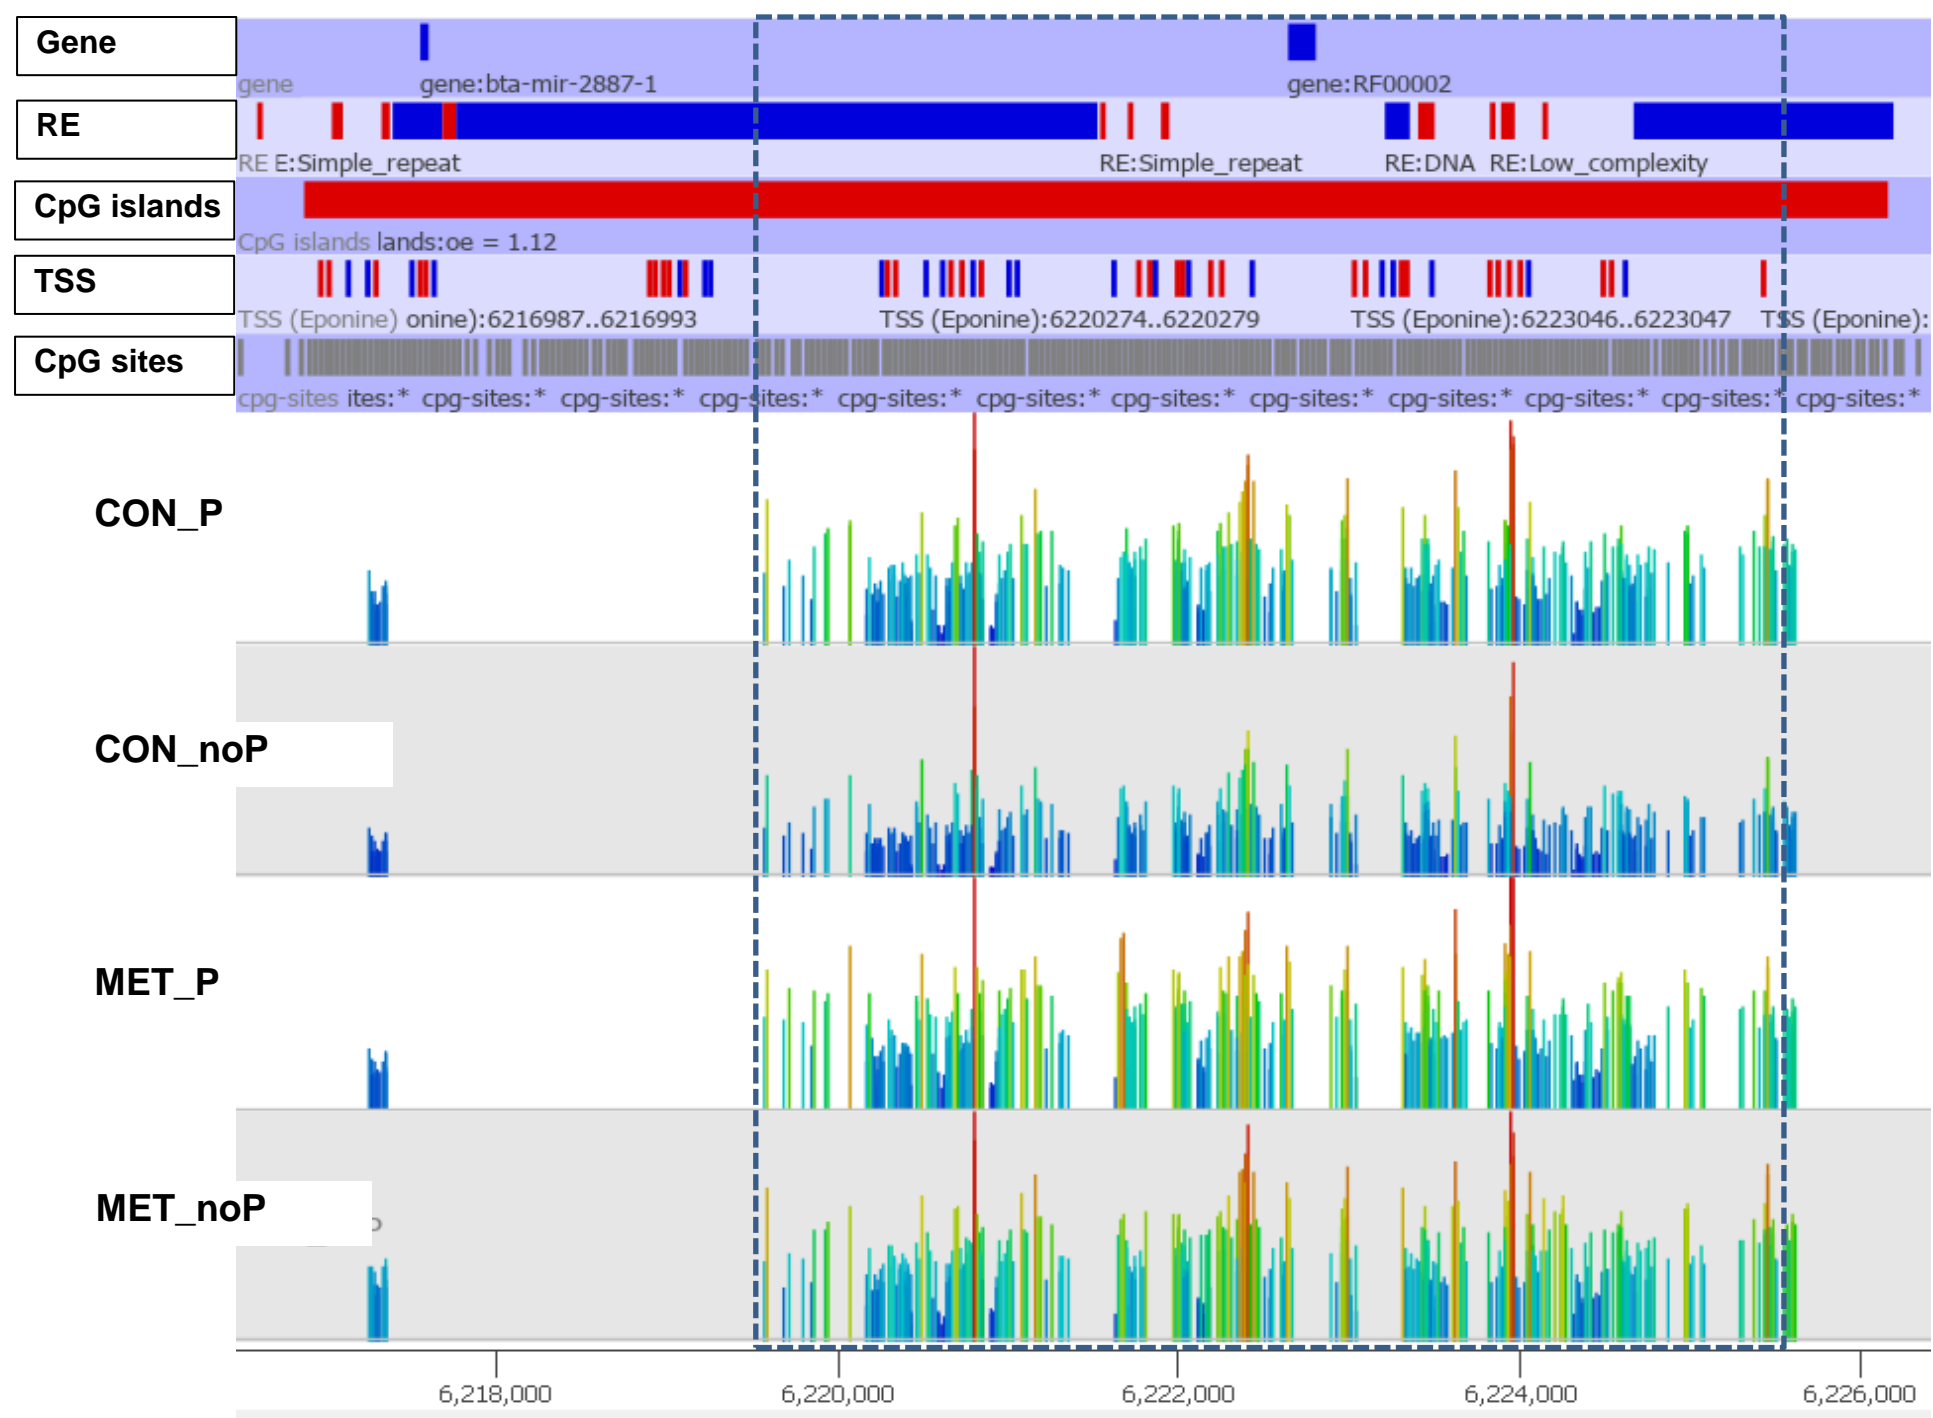 Gene
gene gene:bta-mir-2887-1 gene:RF00002
RE
RE E:Simple_repeat RE:Simple_repeat RE:DNA RE:Low_complexity
CpG islands
CpG islands lands:oe = 1.12
TSS
TSS (Eponine) onine):6216987..6216993 TSS (Eponine):6220274..6220279 TSS (Eponine):6223046..6223047 TSS (Eponine):
CpG sites
cpg-sites ites:* cpg-sites:* cpg-sites:* cpg-sites:* cpg-sites:* cpg-sites:* cpg-sites:* cpg-sites:* cpg-sites:* cpg-sites:* cpg-sites:* cpg-sites:*
CON_P
CON_noP
MET_P
MET_noP
6,218,000 6,220,000 6,222,000 6,224,000 6,226,000